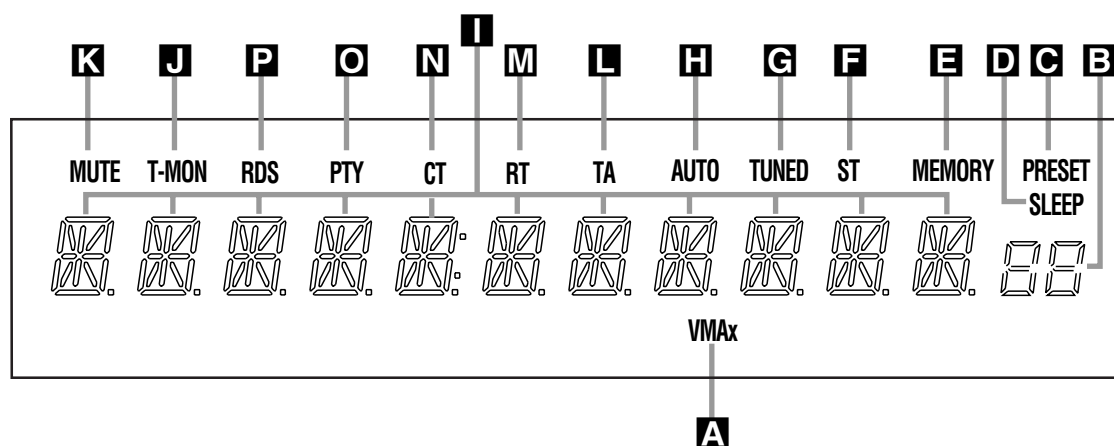 I
K J P O N M L H G F E D C B
MUTE T-MON RDS PTY CT RT TA AUTO TUNED ST MEMORY PRESET
SLEEP
VMAx
A